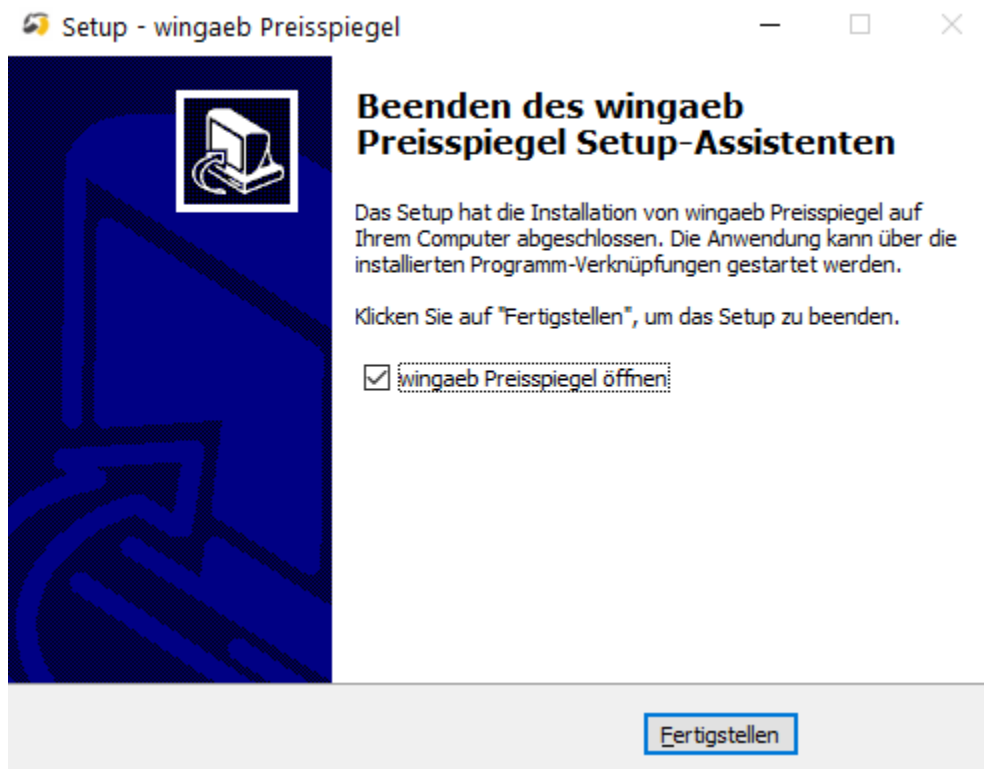 Setup - wingaeb Preisspiegel
Beenden des wingaeb
Preisspiegel Setup-Assistenten
Das Setup hat die Installation von wingaeb Preisspiegel auf
Ihrem Computer abgeschlossen. Die Anwendung kann über die
installierten Programm-Verknüpfungen gestartet werden.
Klicken Sie auf "Fertigstellen", um das Setup zu beenden.
wingaeb Preisspiegel öffnen
Fertigstellen